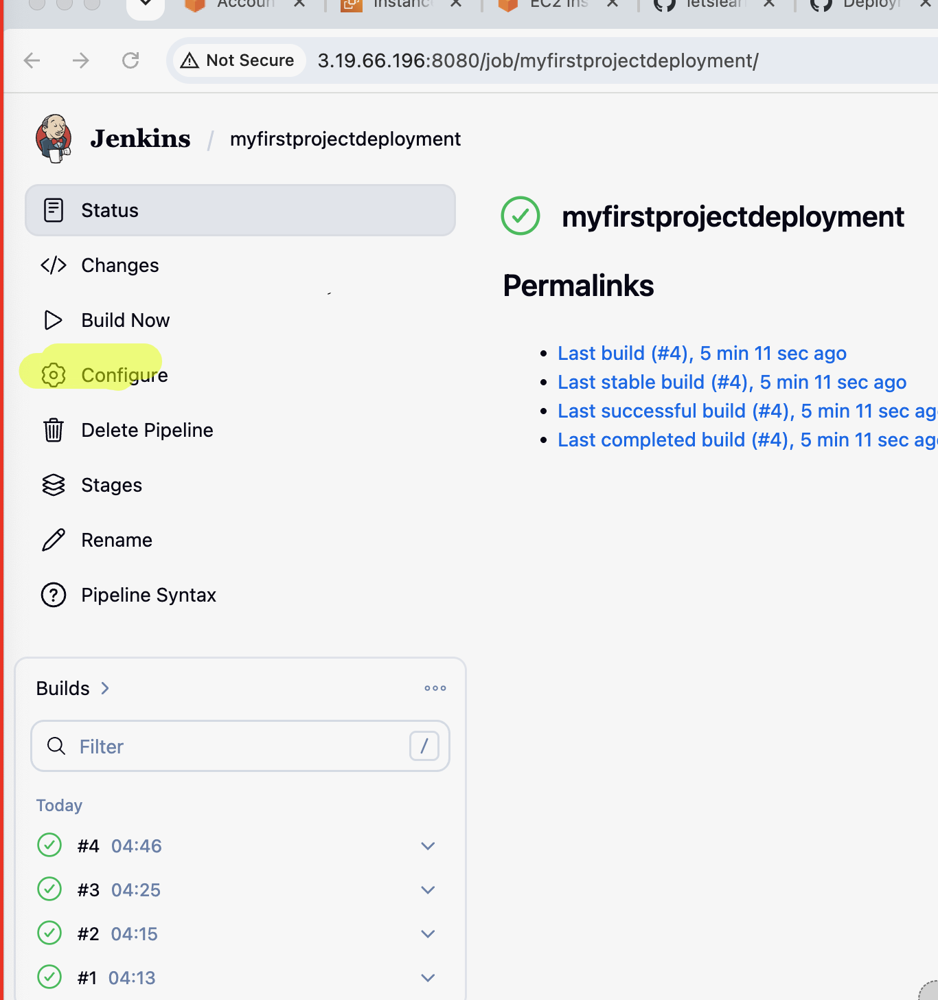 Accoun
Instanc
EC2 Ins
letslear
Deployr
Not Secure 3.19.66.196:8080/job/myfirstprojectdeployment/
Jenkins / myfirstprojectdeployment
Status
Changes
Build Now
Configure
Delete Pipeline
Stages
Rename
Pipeline Syntax
myfirstprojectdeployment
Permalinks
Last build (#4), 5 min 11 sec ago
Last stable build (#4), 5 min 11 sec ago
Last successful build (#4), 5 min 11 sec ago
Last completed build (#4), 5 min 11 sec ago
Builds
Filter /
Today
#4 04:46
#3 04:25
#2 04:15
#1 04:13